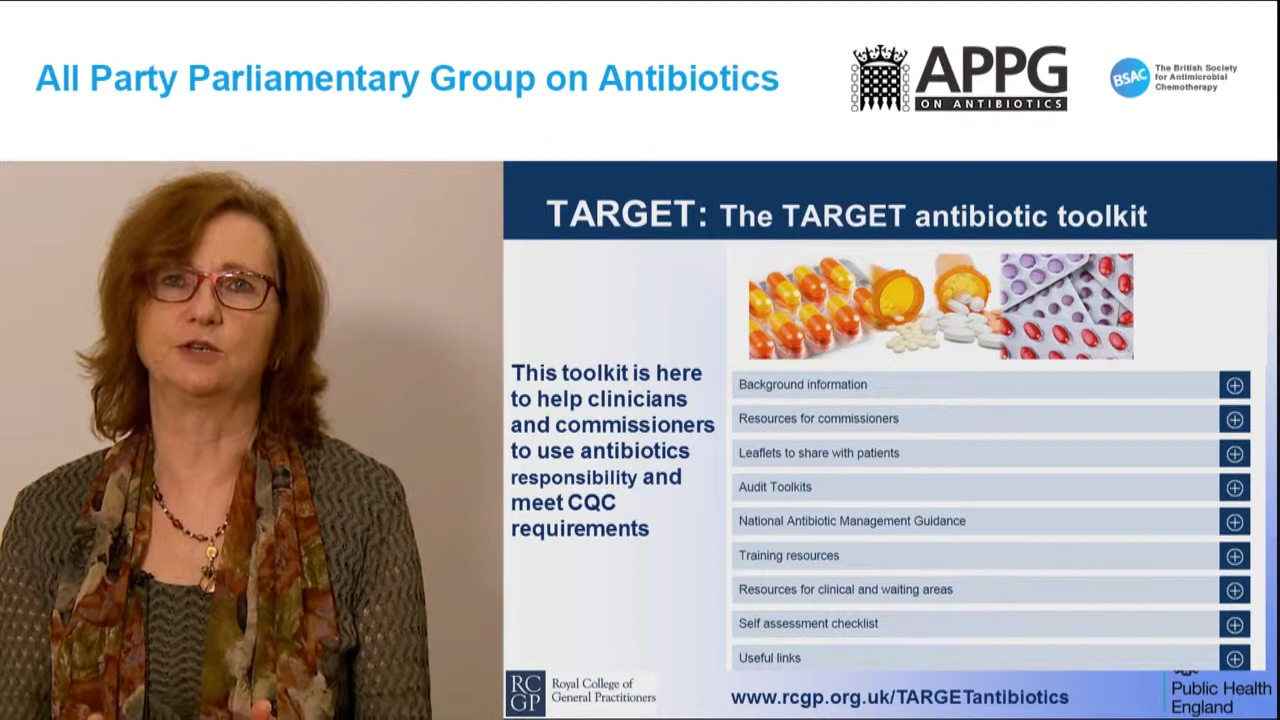 All Party Parliamentary Group on Antibiotics
APPG
ON ANTIBIOTICS
BSAC
The British Society
for Antimicrobial
Chemotherapy
TARGET: The TARGET antibiotic toolkit
This toolkit is here
to help clinicians
and commissioners
to use antibiotics
responsibility and
meet CQC
requirements
Background information
Resources for commissioners
Leaflets to share with patients
Audit Toolkits
National Antibiotic Management Guidance
Training resources
Resources for clinical and waiting areas
Self assessment checklist
Useful links
RC
GP
Royal College of
General Practitioners
www.rcgp.org.uk/TARGETantibiotics
Public Health
England